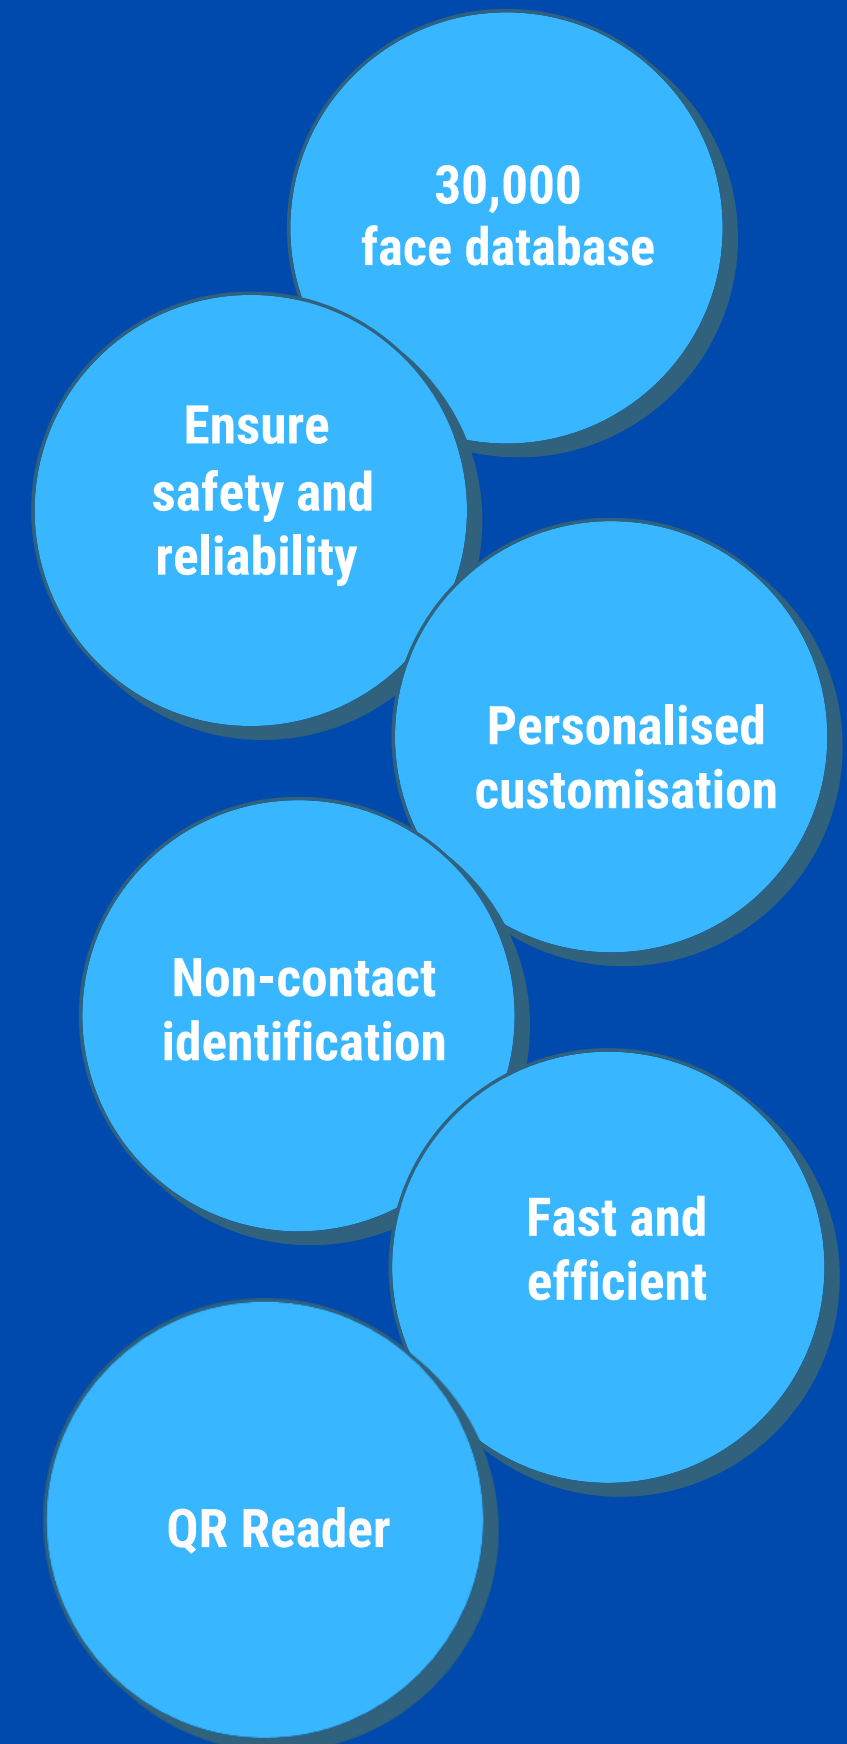 30,000
face database
Ensure
safety and
reliability
Personalised
customisation
Non-contact
identification
Fast and
efficient
QR Reader